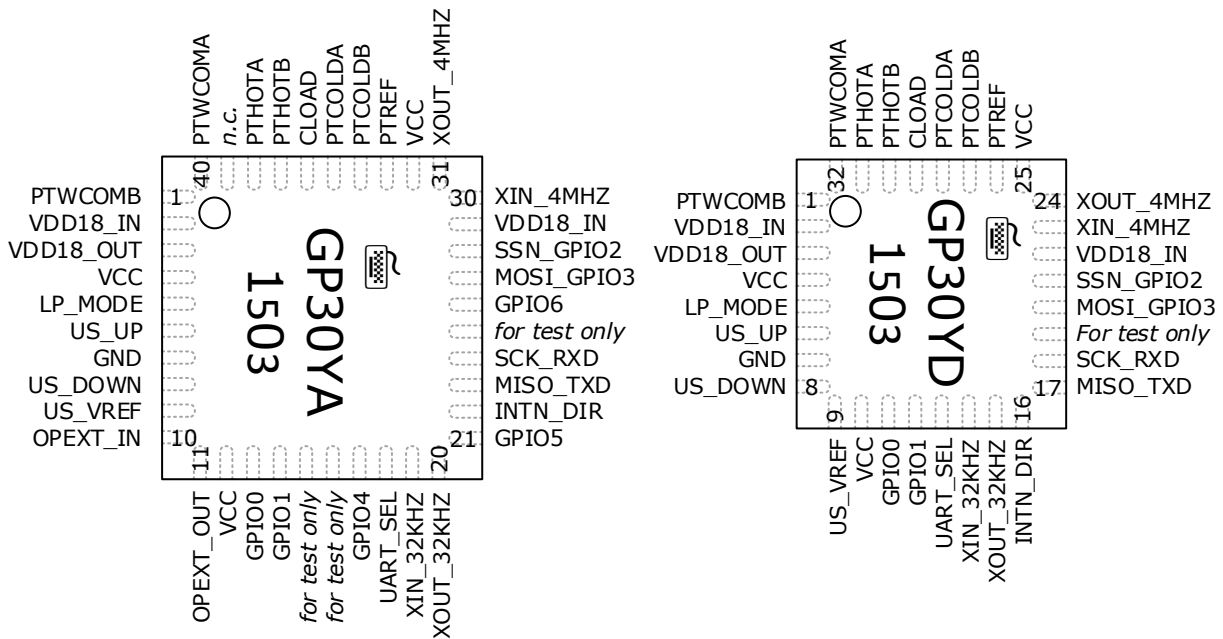 PTWCOMA
n.c.
PTHOTA
PTHOTB
CLOAD
PTCOLDA
PTCOLDB
PTREF
VCC
XOUT_4MHZ
40
31
1
PTWCOMB
VDD18_IN
VDD18_OUT
VCC
LP_MODE
US_UP
GND
US_DOWN
US_VREF
OPEXT_IN
10
GP30YA
1503
30
XIN_4MHZ
VDD18_IN
SSN_GPIO2
MOSI_GPIO3
GPIO6
for test only
SCK_RXD
MISO_TXD
INTN_DIR
GPIO5
21
11
20
OPEXT_OUT
VCC
GPIO0
GPIO1
for test only
for test only
GPIO4
UART_SEL
XIN_32KHZ
XOUT_32KHZ
PTWCOMA
PTHOTA
PTHOTB
CLOAD
PTCOLDA
PTCOLDB
PTREF
VCC
32
25
1
PTWCOMB
VDD18_IN
VDD18_OUT
VCC
LP_MODE
US_UP
GND
US_DOWN
8
GP30YD
1503
24
XOUT_4MHZ
XIN_4MHZ
VDD18_IN
SSN_GPIO2
MOSI_GPIO3
For test only
SCK_RXD
MISO_TXD
17
9
16
US_VREF
VCC
GPIO0
GPIO1
UART_SEL
XIN_32KHZ
XOUT_32KHZ
INTN_DIR